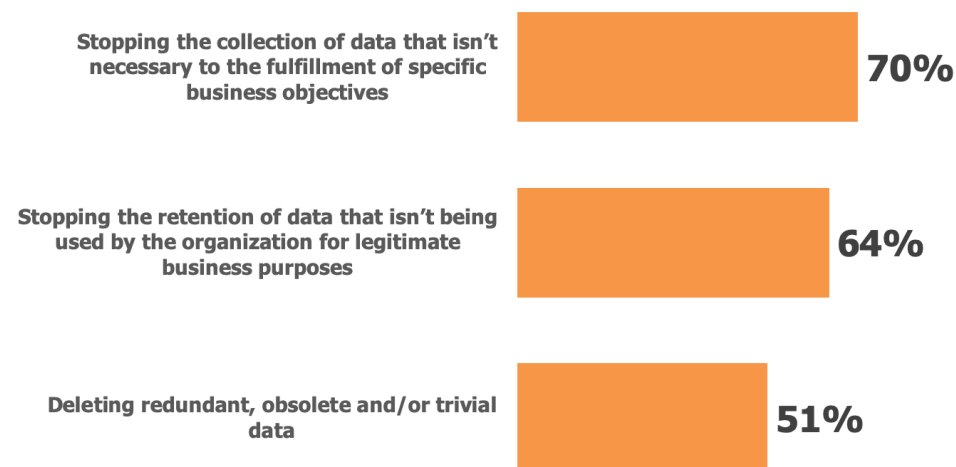 Stopping the collection of data that isn’t
necessary to the fulfillment of specific
business objectives
70%
Stopping the retention of data that isn’t being
used by the organization for legitimate
business purposes
64%
Deleting redundant, obsolete and/or trivial
data
51%